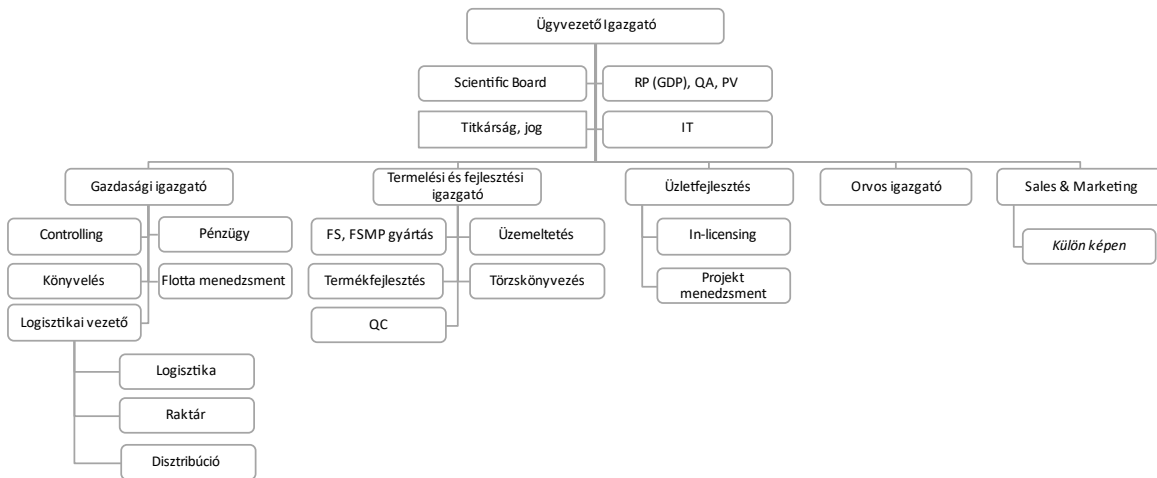 Ügyvezető Igazgató
Scientific Board
RP (GDP), QA, PV
Titkárság, jog
IT
Gazdasági igazgató
Termelési és fejlesztési
igazgató
Üzletfejlesztés
Orvos igazgató
Sales & Marketing
Controlling
Pénzügy
FS, FSMP gyártás
Üzemeltetés
In-licensing
Külön képen
Könyvelés
Flotta menedzsment
Termékfejlesztés
Törzskönyvezés
Projekt
menedzsment
Logisztikai vezető
QC
Logisztika
Raktár
Disztribúció